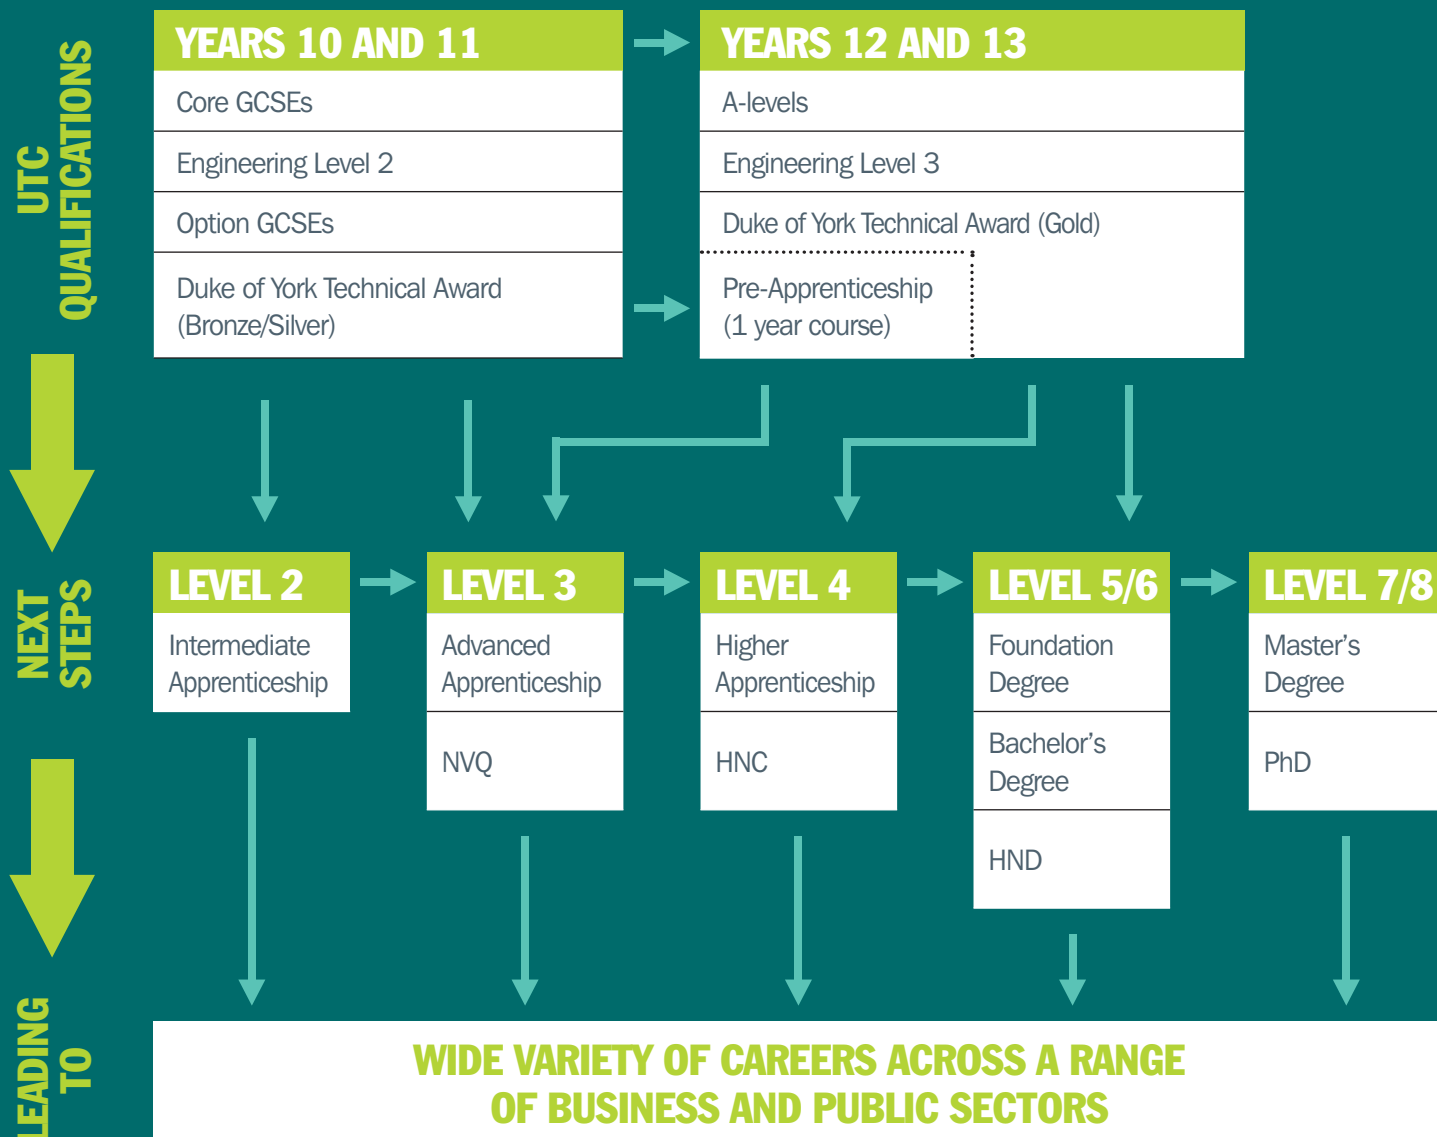 UTC
QUALIFICATIONS
YEARS 10 AND 11
Core GCSEs
Engineering Level 2
Option GCSEs
Duke of York Technical Award
(Bronze/Silver)
YEARS 12 AND 13
A-levels
Engineering Level 3
Duke of York Technical Award (Gold)
Pre-Apprenticeship
(1 year course)
NEXT
STEPS
LEVEL 2
Intermediate
Apprenticeship
LEVEL 3
Advanced
Apprenticeship
NVQ
LEVEL 4
Higher
Apprenticeship
HNC
LEVEL 5/6
Foundation
Degree
Bachelor's
Degree
HND
LEVEL 7/8
Master's
Degree
PhD
LEADING
TO
WIDE VARIETY OF CAREERS ACROSS A RANGE
OF BUSINESS AND PUBLIC SECTORS